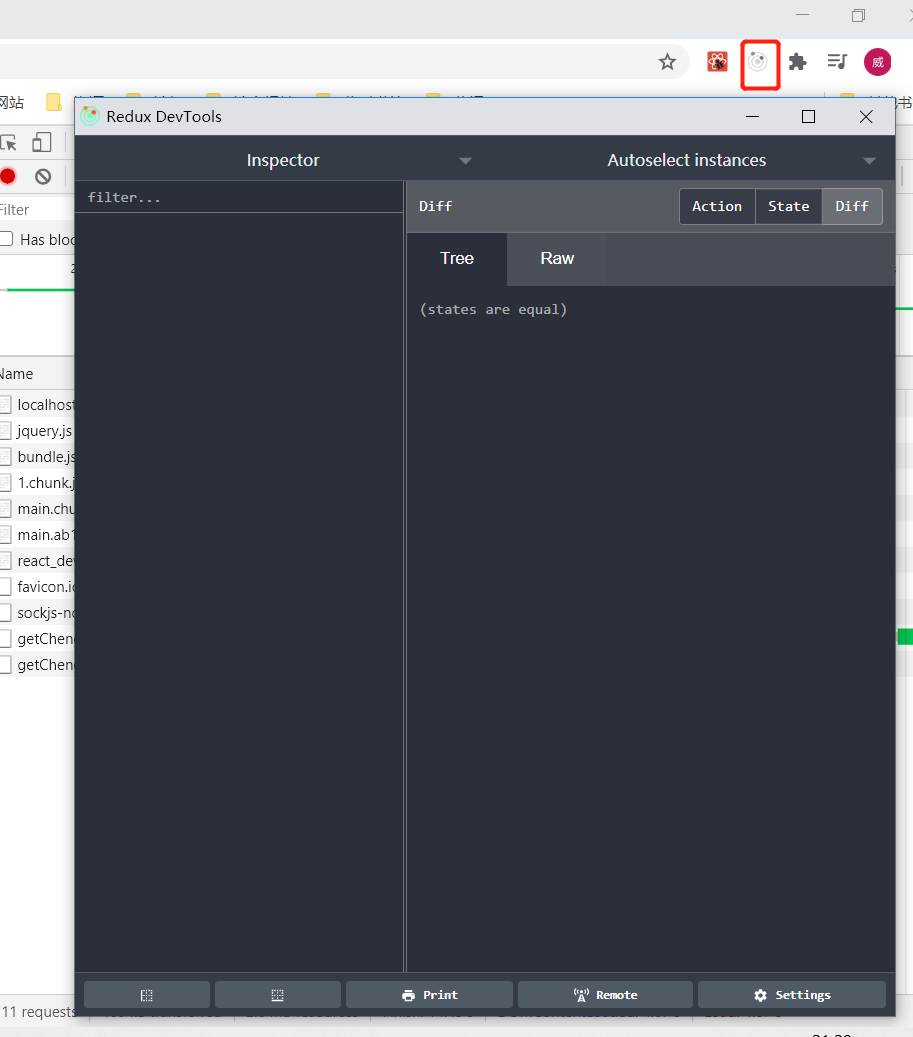 威
网站
Redux DevTools
Inspector
Autoselect instances
filter...
Diff
Action
State
Diff
Tree
Raw
(states are equal)
Filter
Has bloc
Name
localhost
jquery.js
bundle.js
1.chunk.j
main.chu
main.ab1
react_dev
favicon.ic
sockjs-no
getCheng
getCheng
Print
Remote
Settings
11 requests